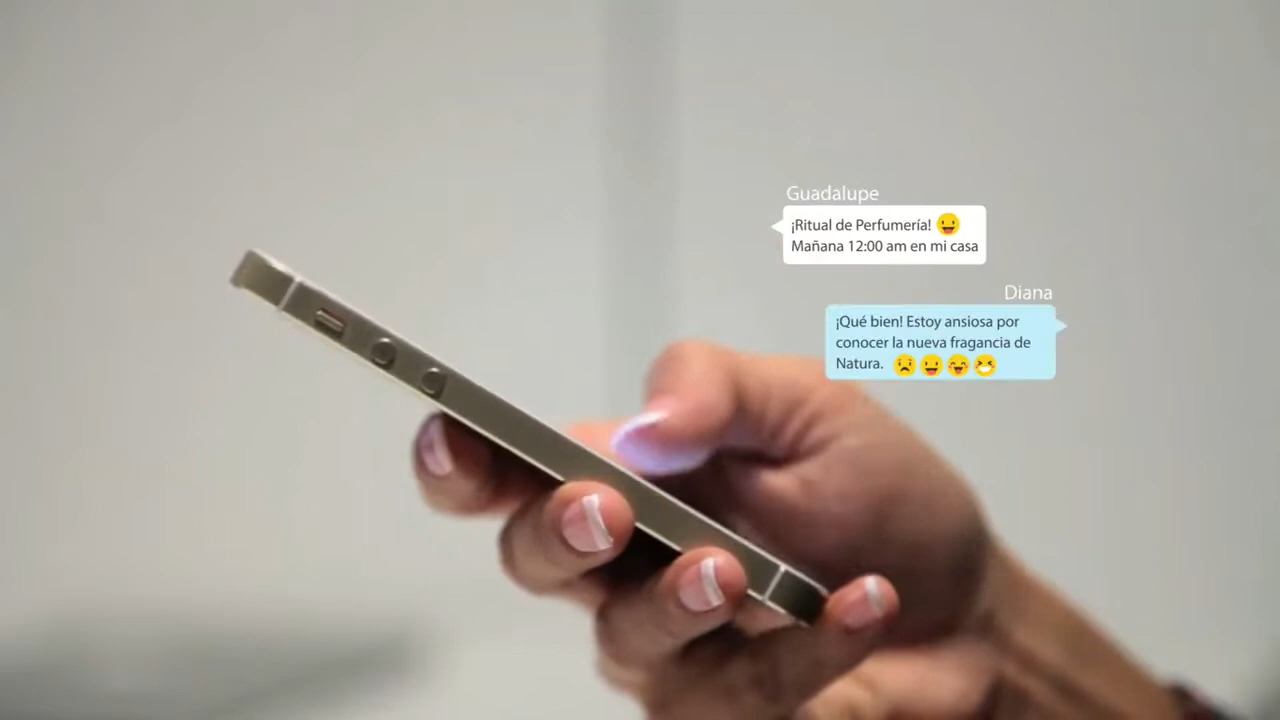 Guadalupe
¡Ritual de Perfumería! 😛
Mañana 12:00 am en mi casa
Diana
¡Qué bien! Estoy ansiosa por
conocer la nueva fragancia de
Natura. 😟😛😜😆